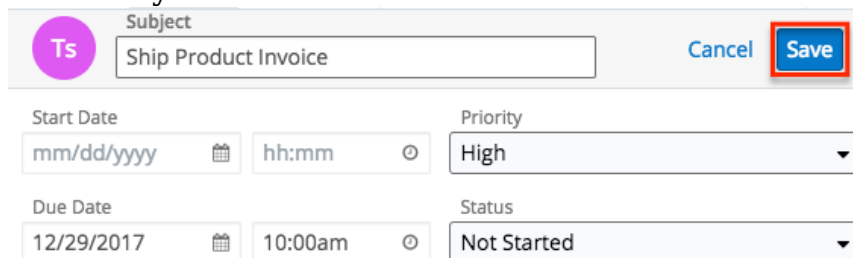 Subject
Ts Ship Product Invoice Cancel Save
Start Date Priority
mm/dd/yyyy hh:mm High
Due Date Status
12/29/2017 10:00am Not Started